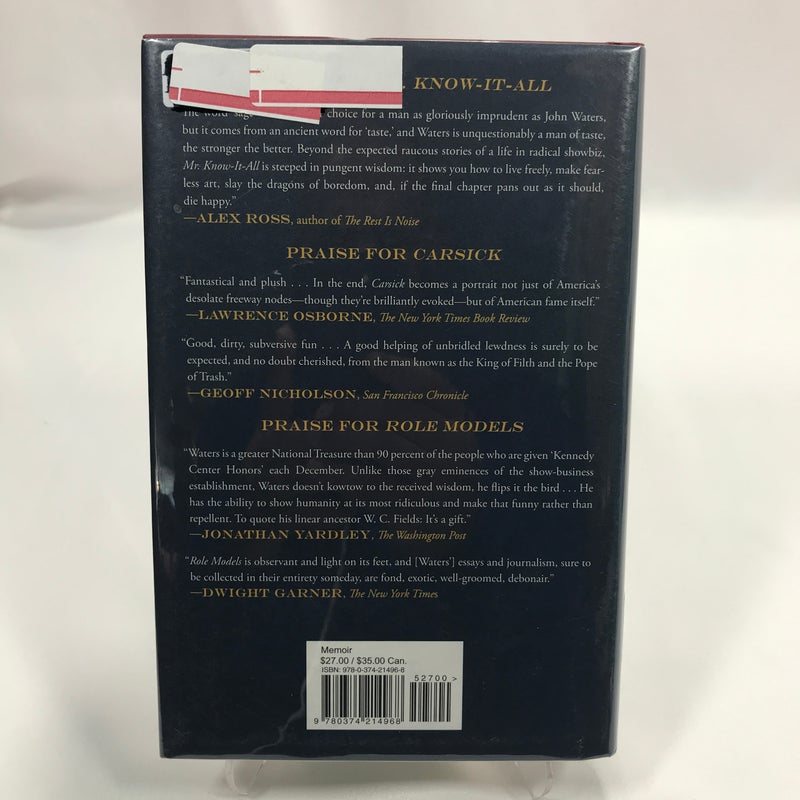 KNOW-IT-ALL
The word 'sage' choice for a man as gloriously imprudent as John Waters,
but it comes from an ancient word for 'taste,' and Waters is unquestionably a man of taste,
the stronger the better. Beyond the expected raucous stories of a life in radical showbiz,
Mr. Know-It-All is steeped in pungent wisdom: it shows you how to live freely, make fear-
less art, slay the dragons of boredom, and, if the final chapter pans out as it should,
die happy."
—ALEX ROSS, author of The Rest Is Noise
PRAISE FOR CARSICK
"Fantastical and plush . . . In the end, Carsick becomes a portrait not just of America's
desolate freeway nodes—though they're brilliantly evoked—but of American fame itself."
—LAWRENCE OSBORNE, The New York Times Book Review
"Good, dirty, subversive fun . . . A good helping of unbridled lewdness is surely to be
expected, and no doubt cherished, from the man known as the King of Filth and the Pope
of Trash."
—GEOFF NICHOLSON, San Francisco Chronicle
PRAISE FOR ROLE MODELS
"Waters is a greater National Treasure than 90 percent of the people who are given 'Kennedy
Center Honors' each December. Unlike those gray eminences of the show-business
establishment, Waters doesn't kowtow to the received wisdom, he flips it the bird . . . He
has the ability to show humanity at its most ridiculous and make that funny rather than
repellent. To quote his linear ancestor W. C. Fields: It's a gift."
—JONATHAN YARDLEY, The Washington Post
"Role Models is observant and light on its feet, and [Waters'] essays and journalism, sure to
be collected in their entirety someday, are fond, exotic, well-groomed, debonair."
—DWIGHT GARNER, The New York Times
Memoir
$27.00 / $35.00 Can.
ISBN: 978-0-374-21496-8
52700 >
9 780374 214968